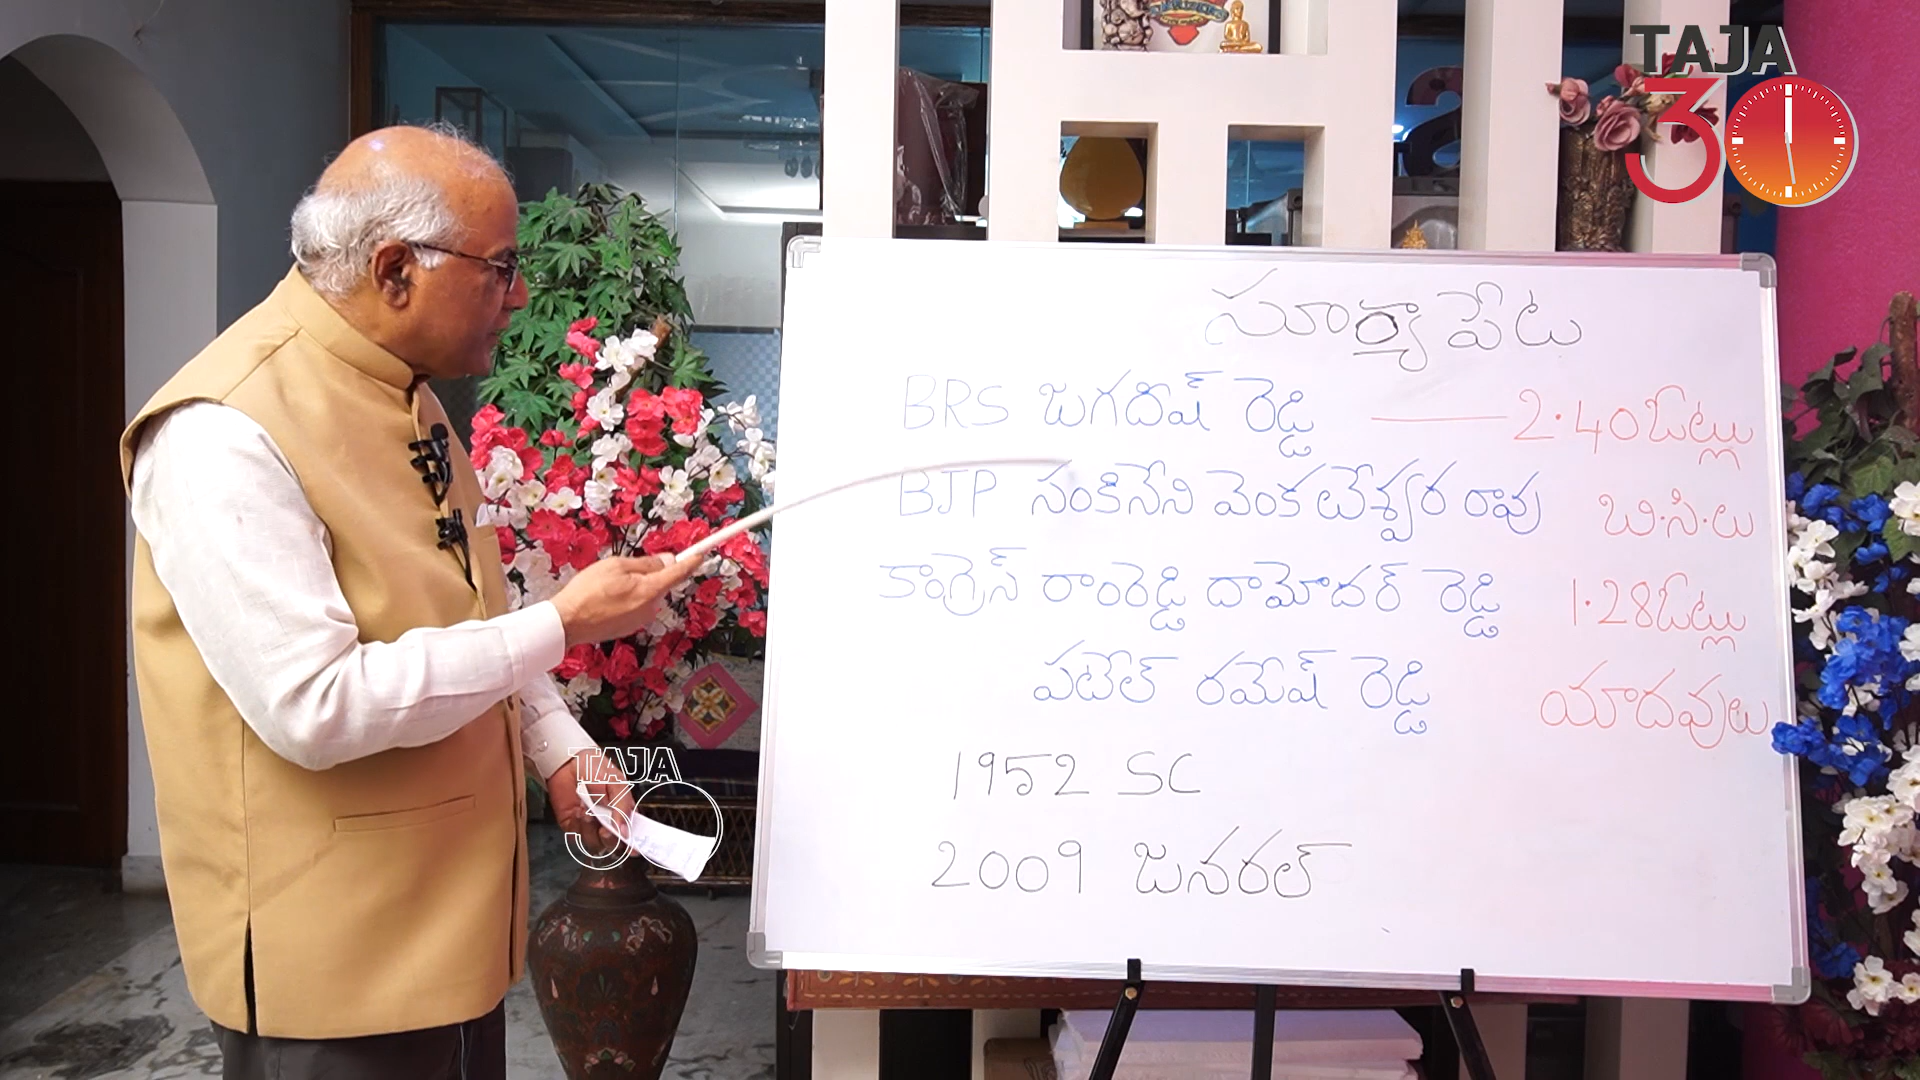 TAJA
30
సూర్యాపేట
BRS జగదీష్ రెడ్డి — 2.40ఓట్లు
BJP సంకినేని వెంకటేశ్వర రావు బి.సి.లు
కాంగ్రెస్ రాంరెడ్డి దామోదర్ రెడ్డి 1.28ఓట్లు
పటేల్ రమేష్ రెడ్డి యాదవులు
1952 SC
2009 జనరల్
TAJA
30